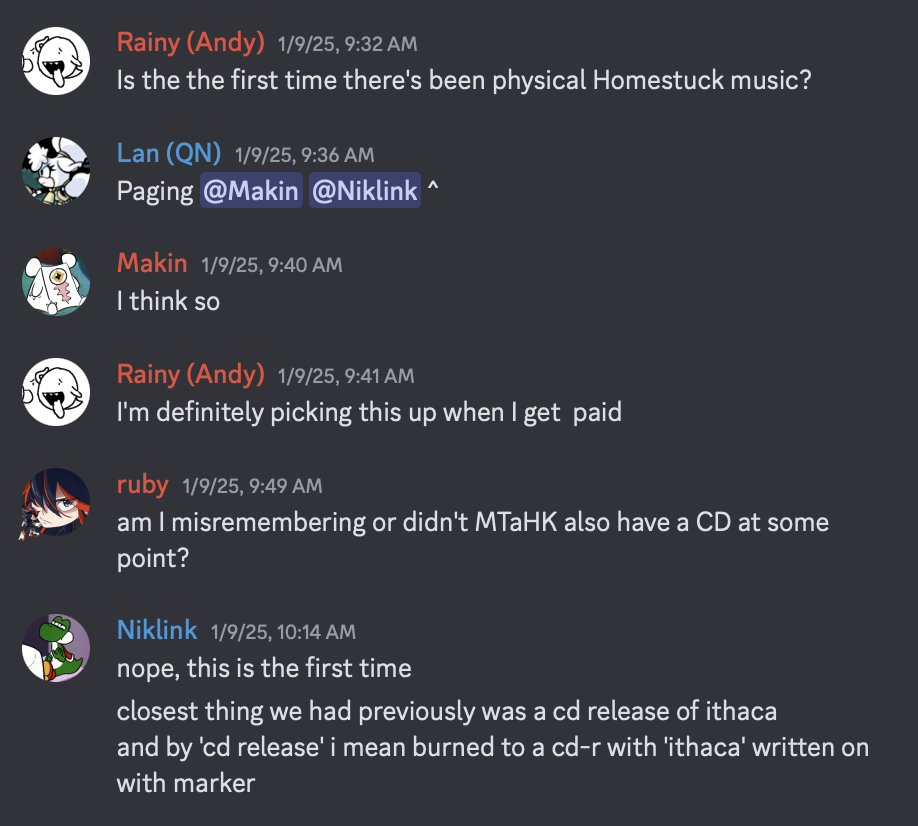 Rainy (Andy) 1/9/25, 9:32 AM
Is the the first time there's been physical Homestuck music?
Lan (QN) 1/9/25, 9:36 AM
Paging @Makin @Niklink ^
Makin 1/9/25, 9:40 AM
I think so
Rainy (Andy) 1/9/25, 9:41 AM
I'm definitely picking this up when I get  paid
ruby 1/9/25, 9:49 AM
am I misremembering or didn't MTaHK also have a CD at some
point?
Niklink 1/9/25, 10:14 AM
nope, this is the first time
closest thing we had previously was a cd release of ithaca
and by 'cd release' i mean burned to a cd-r with 'ithaca' written on
with marker